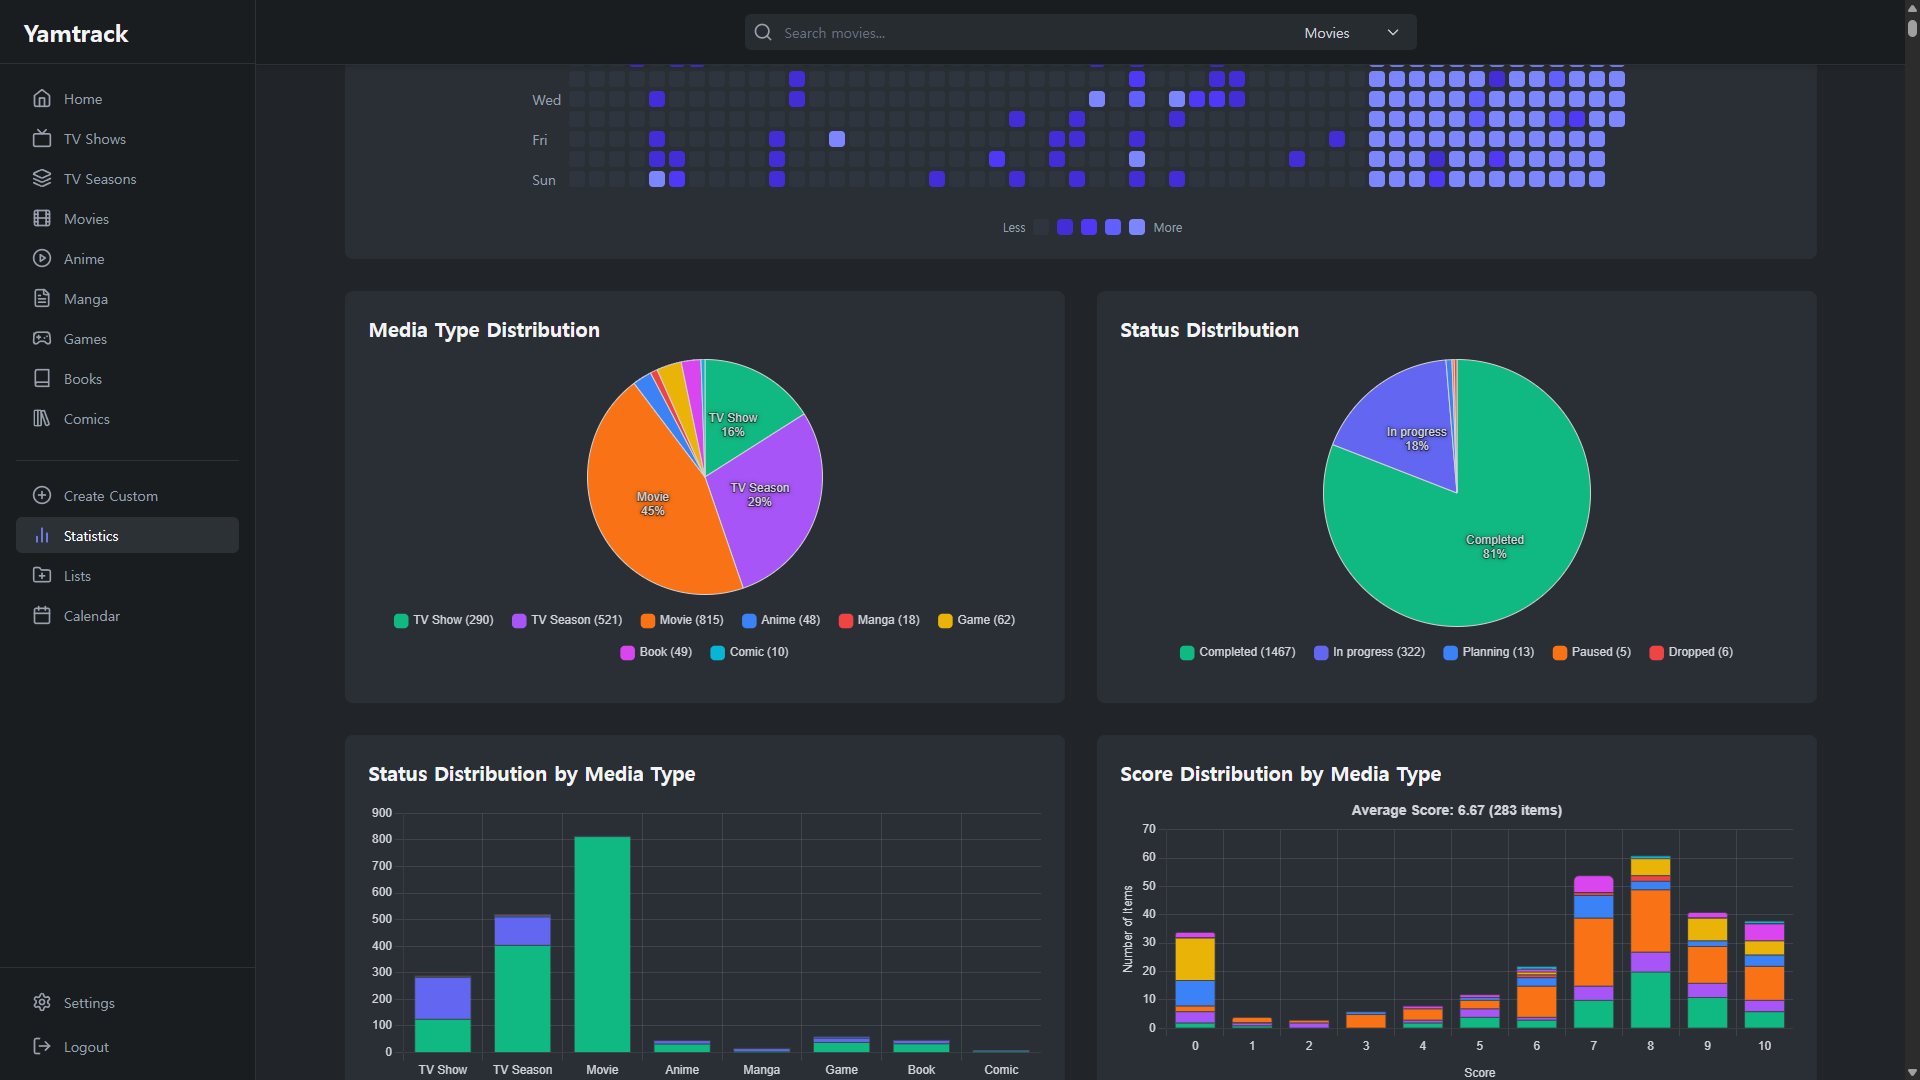 Yamtrack
Search movies...
Movies
Home
TV Shows
TV Seasons
Movies
Anime
Manga
Games
Books
Comics
Create Custom
Statistics
Lists
Calendar
Settings
Logout
Wed
Fri
Sun
Less
More
Media Type Distribution
TV Show
16%
TV Season
29%
Movie
45%
TV Show (290)
TV Season (521)
Movie (815)
Anime (48)
Manga (18)
Game (62)
Book (49)
Comic (10)
Status Distribution
In progress
18%
Completed
81%
Completed (1467)
In progress (322)
Planning (13)
Paused (5)
Dropped (6)
Status Distribution by Media Type
900
800
700
600
500
400
300
200
100
0
TV Show
TV Season
Movie
Anime
Manga
Game
Book
Comic
Score Distribution by Media Type
Average Score: 6.67 (283 items)
Number of Items
70
60
50
40
30
20
10
0
0 1 2 3 4 5 6 7 8 9 10
Score